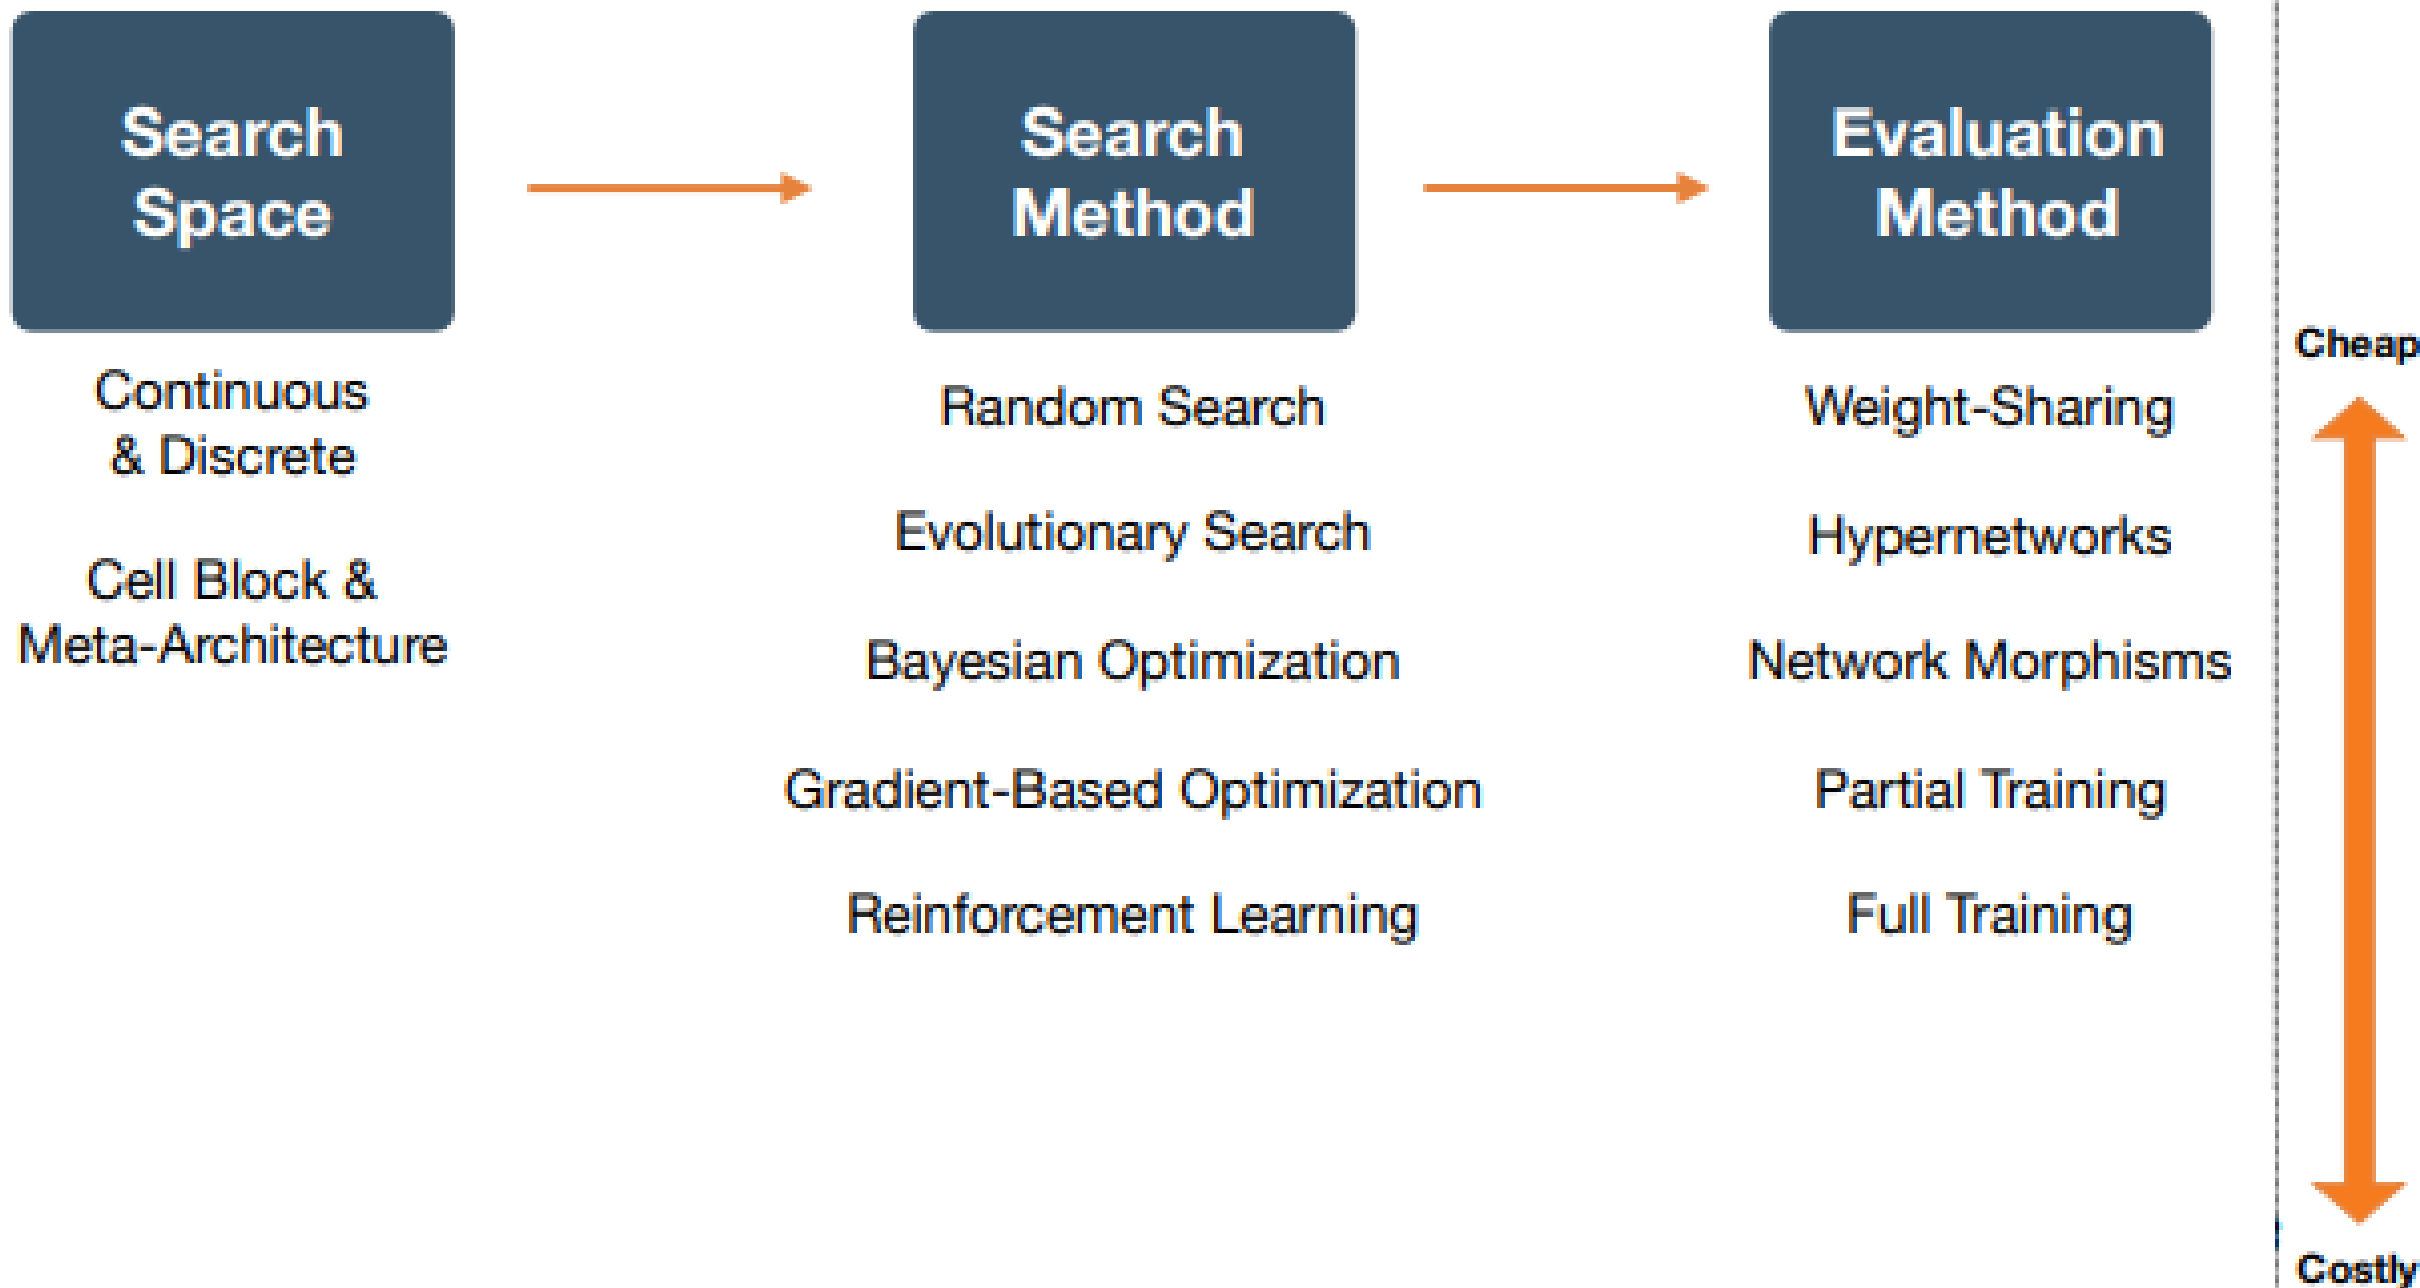 Search
Space
Search
Method
Evaluation
Method
Continuous
& Discrete
Cell Block &
Meta-Architecture
Random Search
Evolutionary Search
Bayesian Optimization
Gradient-Based Optimization
Reinforcement Learning
Weight-Sharing
Hypernetworks
Network Morphisms
Partial Training
Full Training
Cheap
Costly